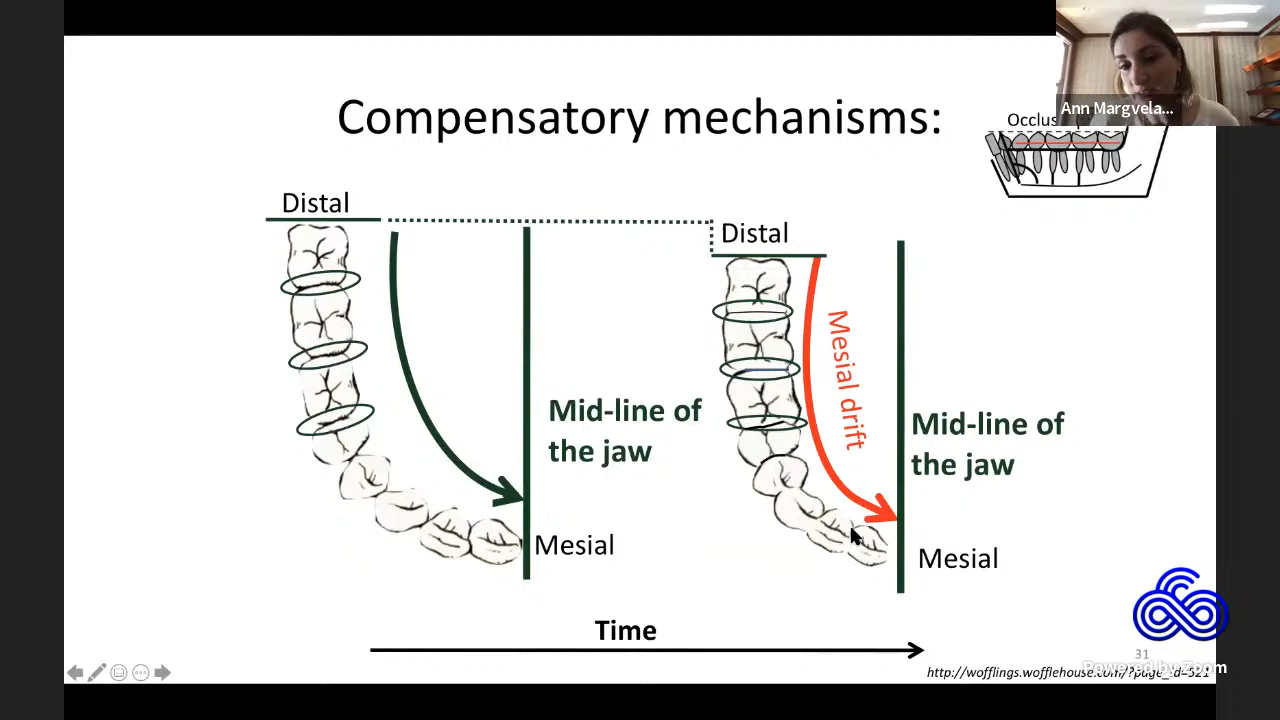 Compensatory mechanisms:
Ann Margvela...
Distal
Distal
Mesial drift
Mid-line of
the jaw
Mid-line of
the jaw
Mesial
Mesial
Time
31
Powered by Zoom